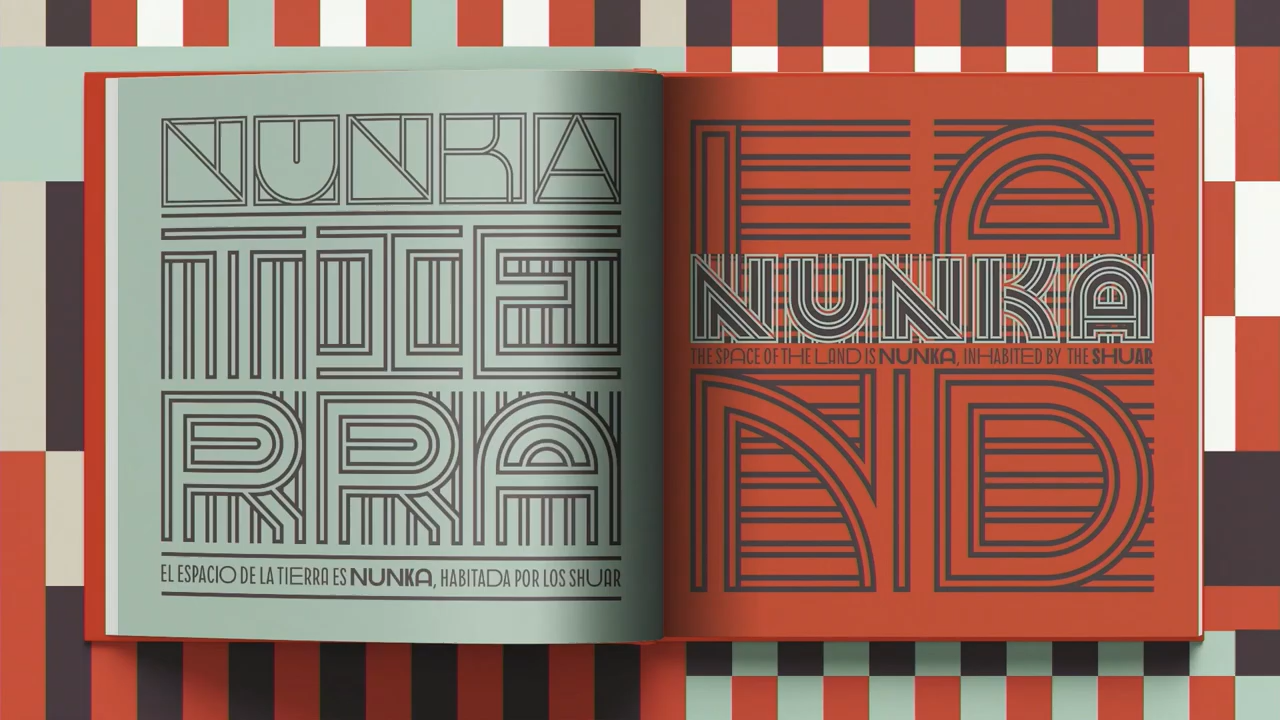 NUNKA
TIE
RRA
EL ESPACIO DE LA TIERRA ES NUNKA, HABITADA POR LOS SHUAR
LA
NUNKA
THE SPACE OF THE LAND IS NUNKA, INHABITED BY THE SHUAR
ND